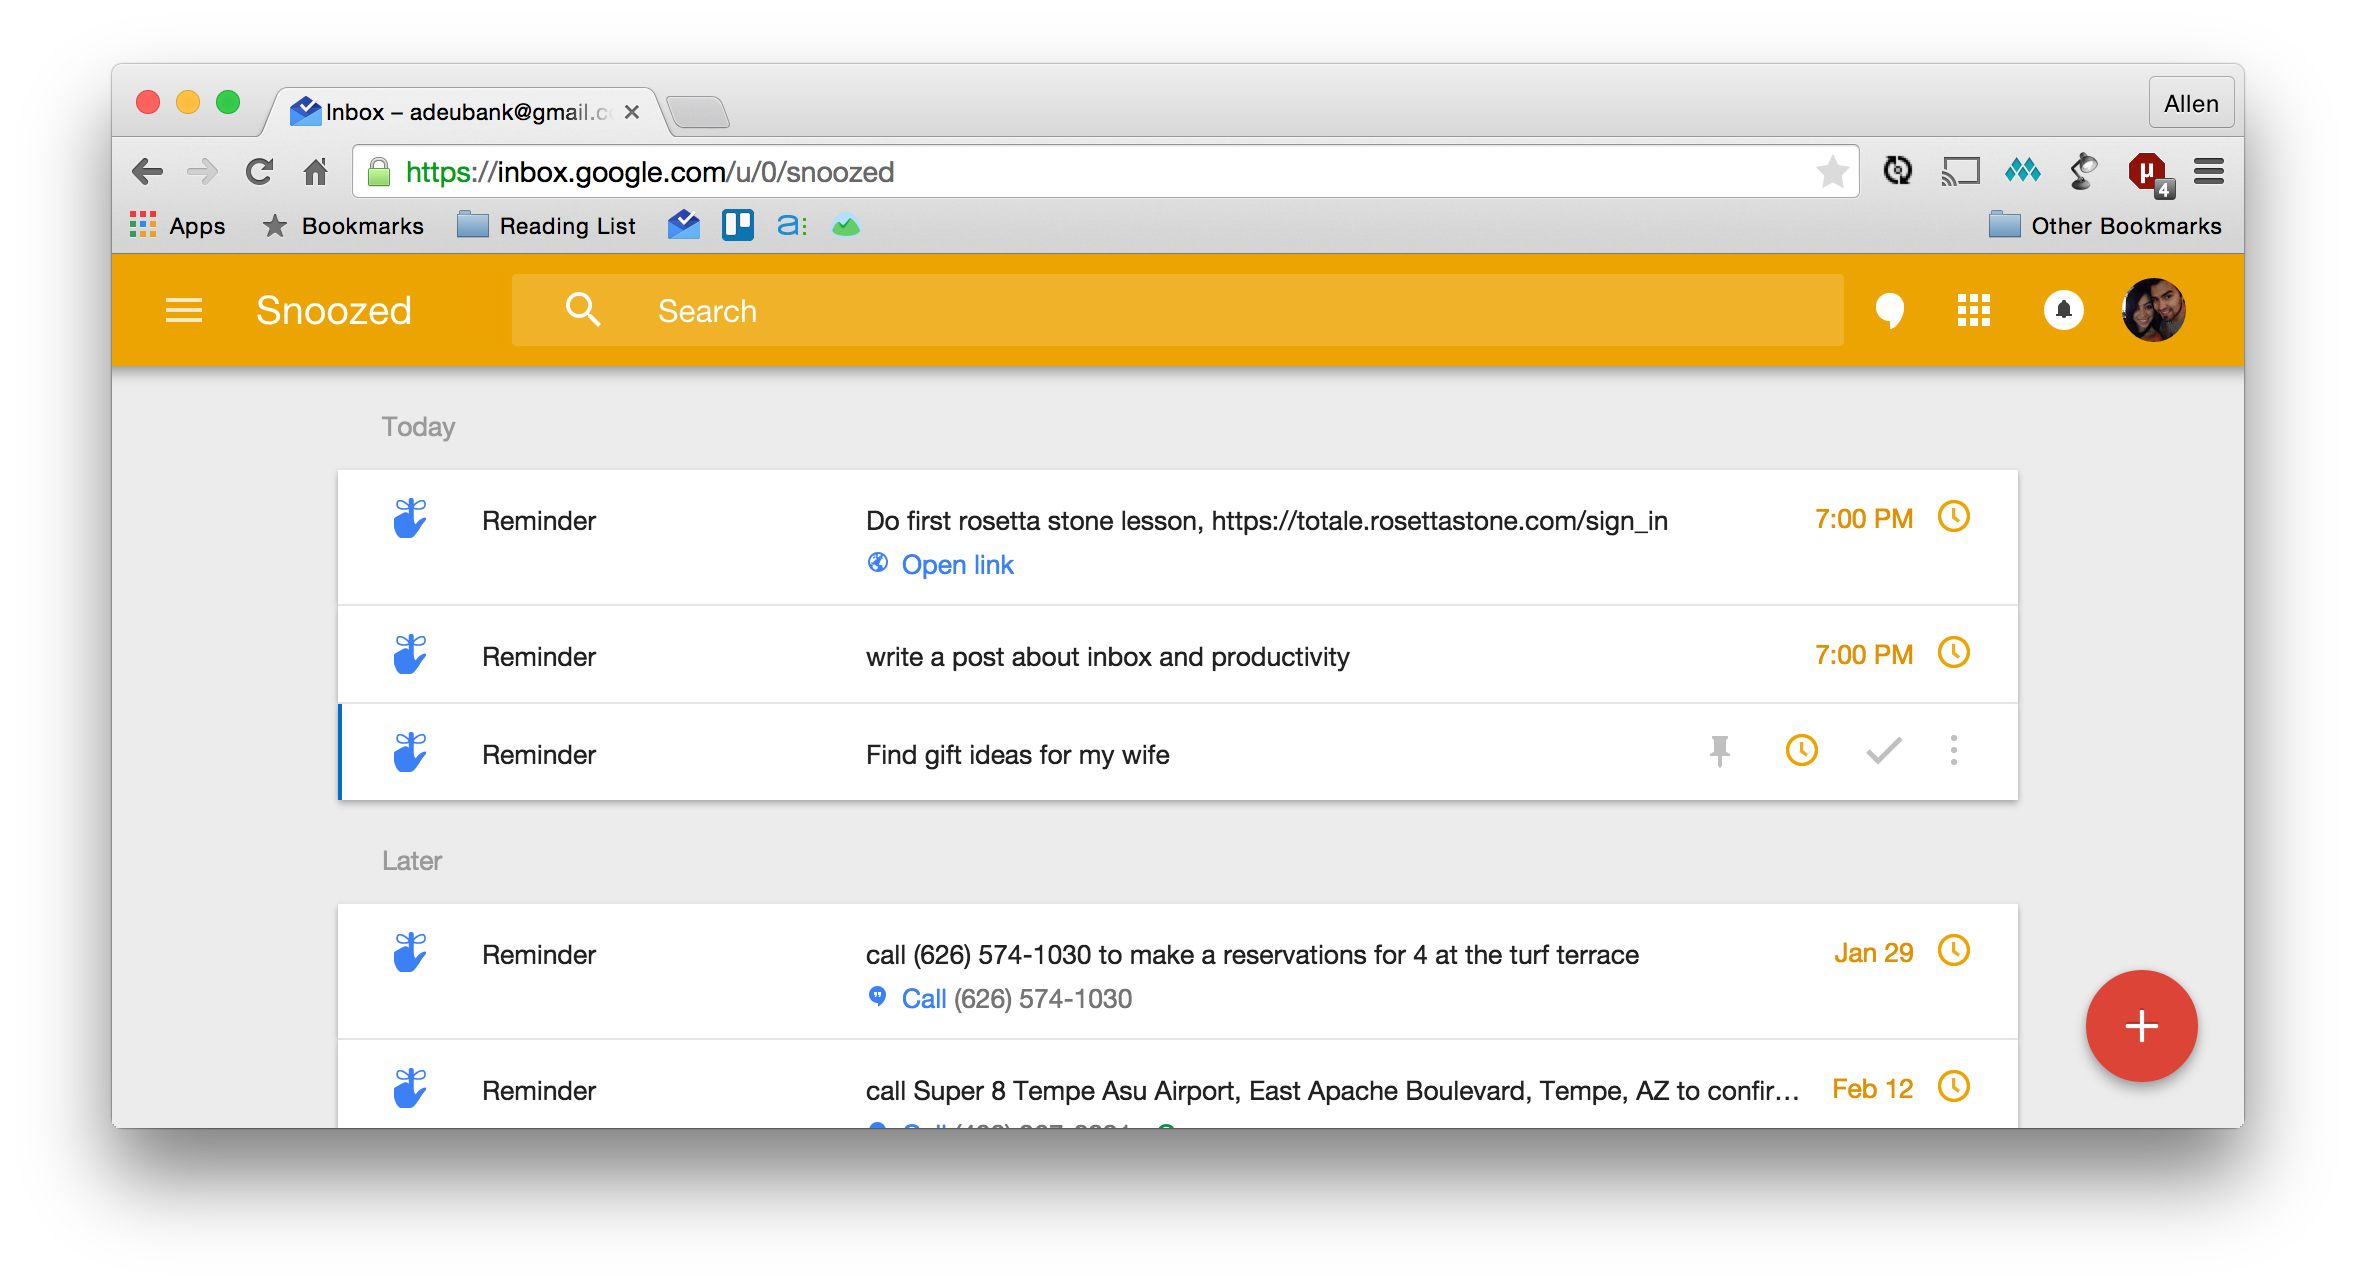 Inbox – adeubank@gmail.c
Allen
https://inbox.google.com/u/0/snoozed
4
Apps
Bookmarks
Reading List
a:
Other Bookmarks
Snoozed
Search
Today
Reminder
Do first rosetta stone lesson, https://totale.rosettastone.com/sign_in
7:00 PM
Open link
Reminder
write a post about inbox and productivity
7:00 PM
Reminder
Find gift ideas for my wife
Later
Reminder
call (626) 574-1030 to make a reservations for 4 at the turf terrace
Jan 29
Call (626) 574-1030
Reminder
call Super 8 Tempe Asu Airport, East Apache Boulevard, Tempe, AZ to confir...
Feb 12